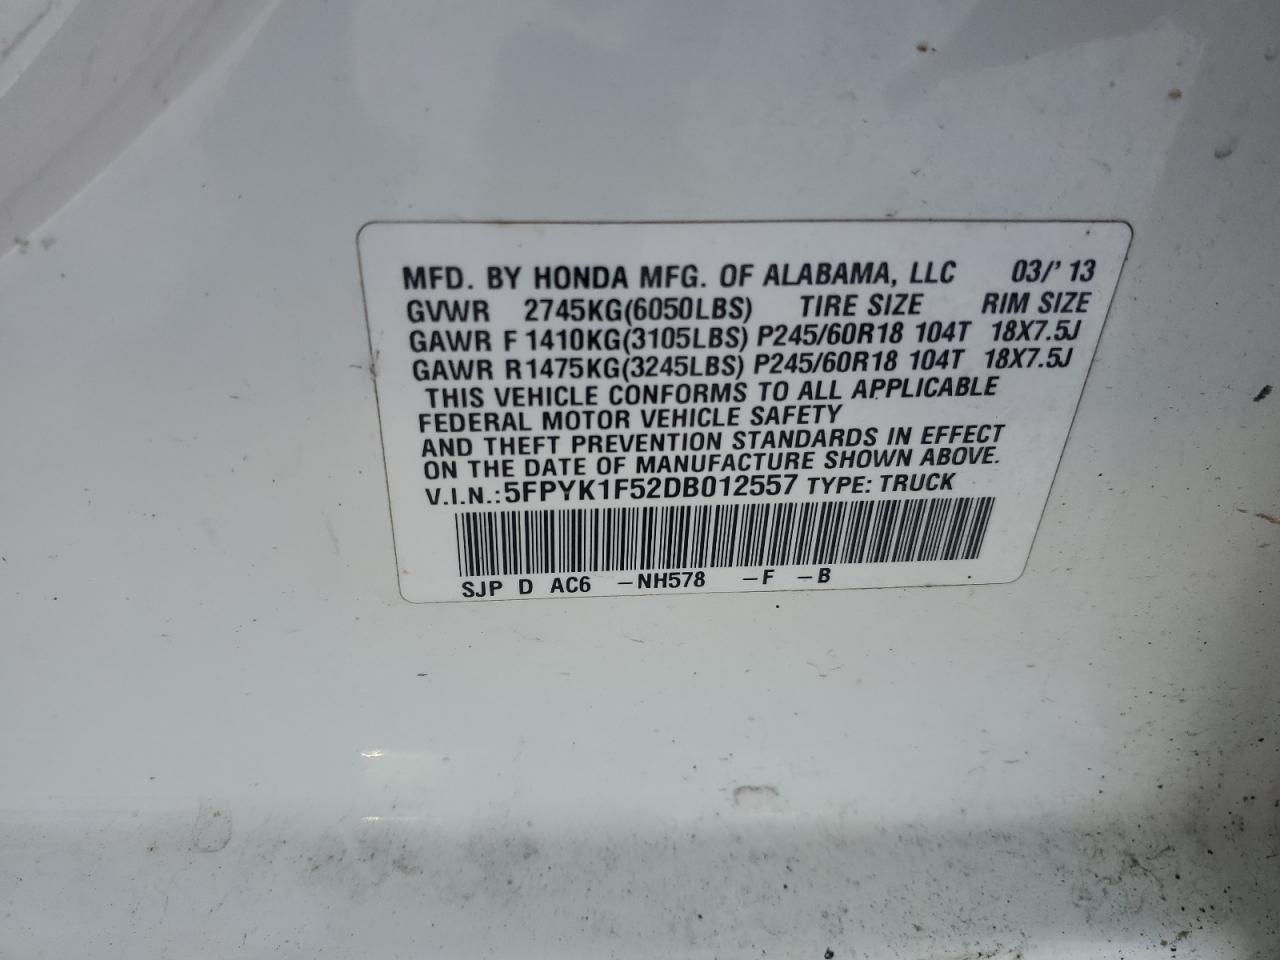 MFD. BY HONDA MFG. OF ALABAMA, LLC 03/' 13
GVWR 2745KG(6050LBS) TIRE SIZE RIM SIZE
GAWR F 1410KG(3105LBS) P245/60R18 104T 18X7.5J
GAWR R1475KG(3245LBS) P245/60R18 104T 18X7.5J
THIS VEHICLE CONFORMS TO ALL APPLICABLE
FEDERAL MOTOR VEHICLE SAFETY
AND THEFT PREVENTION STANDARDS IN EFFECT
ON THE DATE OF MANUFACTURE SHOWN ABOVE.
V.I.N.: 5FPYK1F52DB012557 TYPE: TRUCK
SJP D AC6 -NH578 -F -B